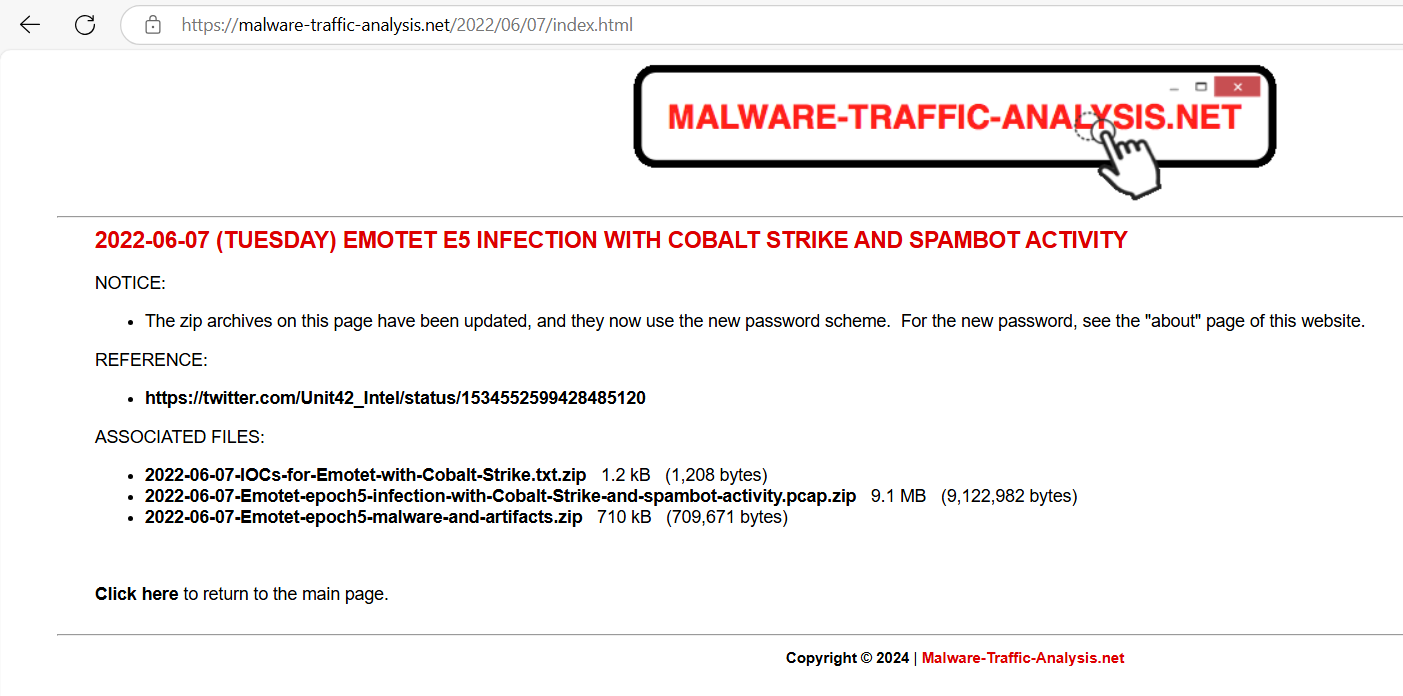 https://malware-traffic-analysis.net/2022/06/07/index.html
MALWARE-TRAFFIC-ANALYSIS.NET
2022-06-07 (TUESDAY) EMOTET E5 INFECTION WITH COBALT STRIKE AND SPAMBOT ACTIVITY
NOTICE:
• The zip archives on this page have been updated, and they now use the new password scheme.  For the new password, see the "about" page of this website.
REFERENCE:
• https://twitter.com/Unit42_Intel/status/1534552599428485120
ASSOCIATED FILES:
• 2022-06-07-IOCs-for-Emotet-with-Cobalt-Strike.txt.zip   1.2 kB   (1,208 bytes)
• 2022-06-07-Emotet-epoch5-infection-with-Cobalt-Strike-and-spambot-activity.pcap.zip   9.1 MB   (9,122,982 bytes)
• 2022-06-07-Emotet-epoch5-malware-and-artifacts.zip   710 kB   (709,671 bytes)
Click here to return to the main page.
Copyright © 2024 | Malware-Traffic-Analysis.net